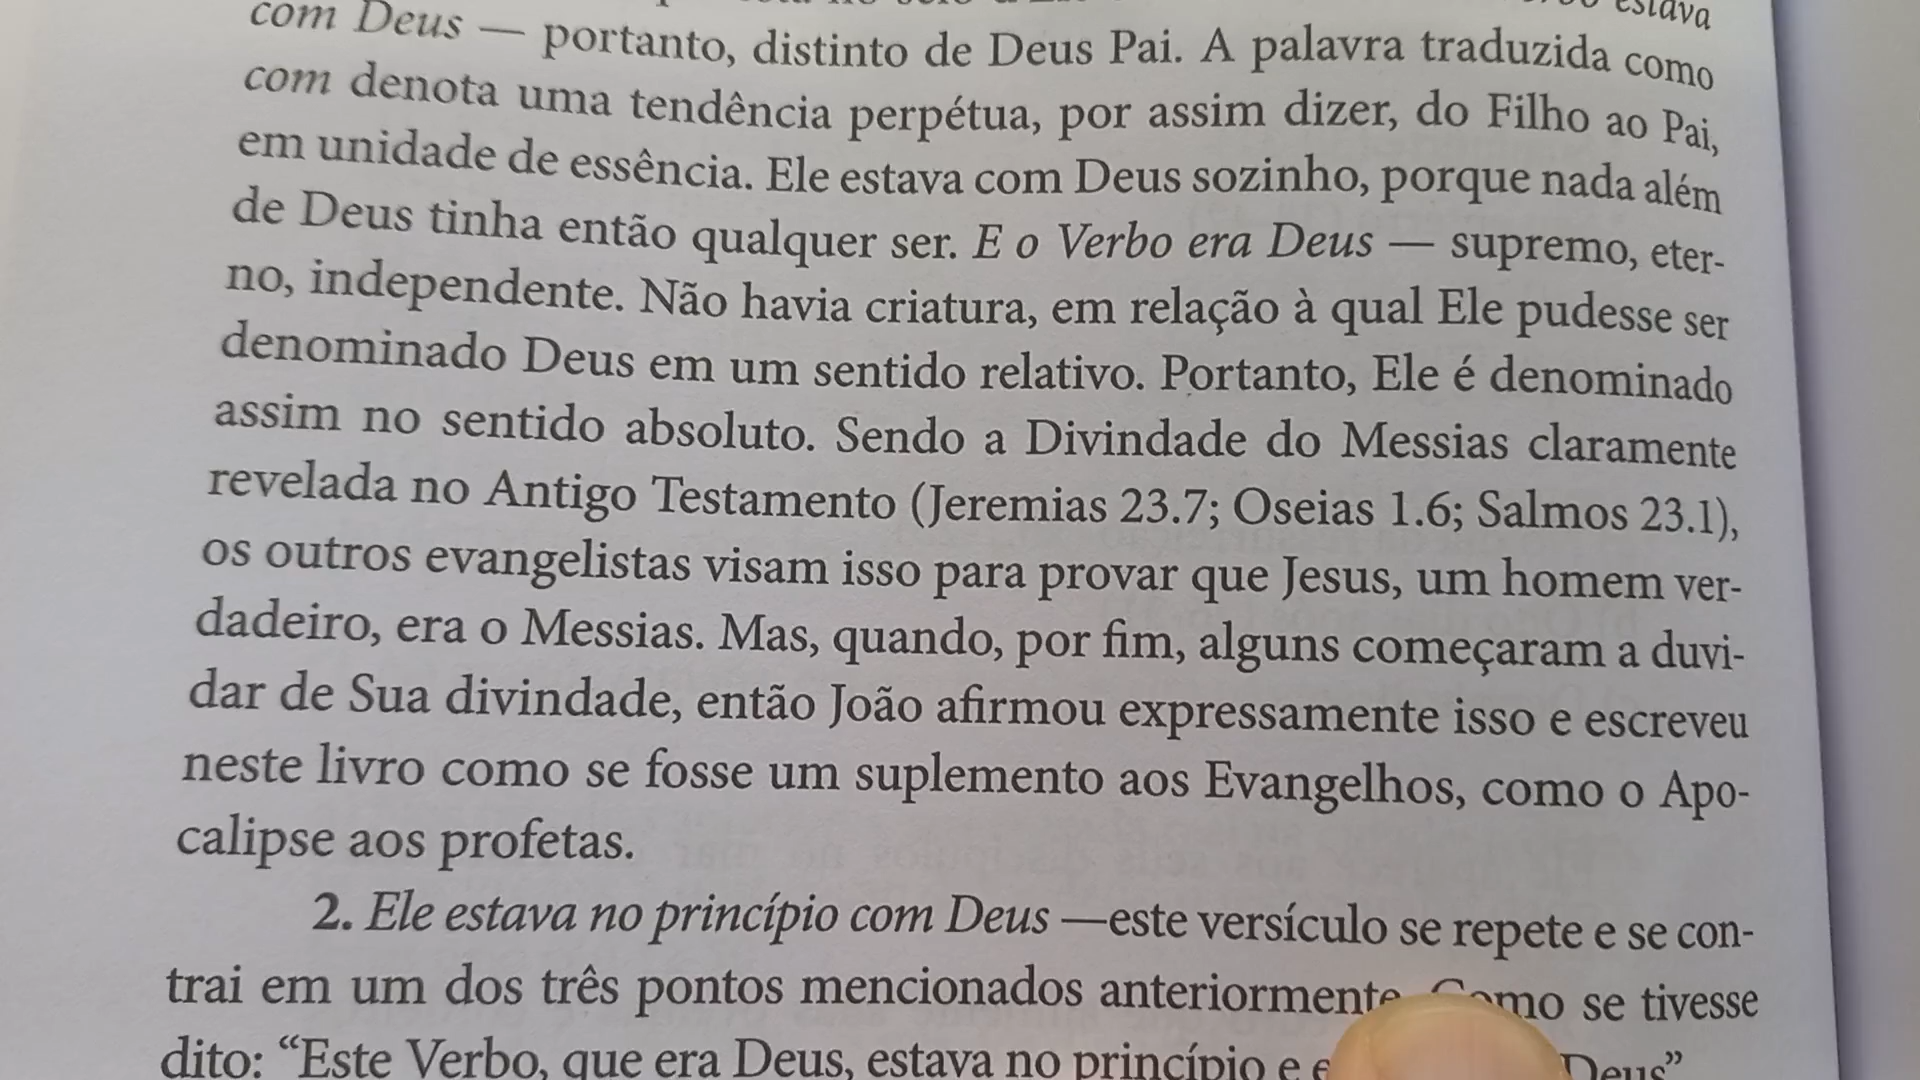 estava
com Deus — portanto, distinto de Deus Pai. A palavra traduzida como
com denota uma tendência perpétua, por assim dizer, do Filho ao Pai,
em unidade de essência. Ele estava com Deus sozinho, porque nada além
de Deus tinha então qualquer ser. E o Verbo era Deus — supremo, eter-
no, independente. Não havia criatura, em relação à qual Ele pudesse ser
denominado Deus em um sentido relativo. Portanto, Ele é denominado
assim no sentido absoluto. Sendo a Divindade do Messias claramente
revelada no Antigo Testamento (Jeremias 23.7; Oseias 1.6; Salmos 23.1),
os outros evangelistas visam isso para provar que Jesus, um homem ver-
dadeiro, era o Messias. Mas, quando, por fim, alguns começaram a duvi-
dar de Sua divindade, então João afirmou expressamente isso e escreveu
neste livro como se fosse um suplemento aos Evangelhos, como o Apo-
calipse aos profetas.
2. Ele estava no princípio com Deus —este versículo se repete e se con-
trai em um dos três pontos mencionados anteriormente. Como se tivesse
dito: “Este Verbo, que era Deus, estava no princípio e Deus”